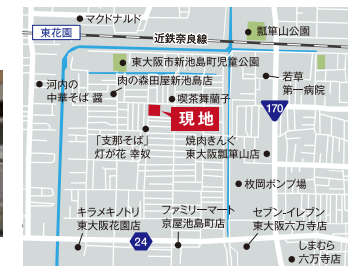 マクドナルド
東花園
近鉄奈良線
瓢箪山公園
東大阪市新池島町児童公園
肉の森田屋新池島店
若草
第一病院
河内の
中華そば 醤
喫茶舞蘭子
現地
170
「支那そば」
灯が花 幸奴
焼肉きんぐ
東大阪瓢箪山店
枚岡ポンプ場
キラメキノトリ
東大阪花園店
24
ファミリーマート
京屋池島町店
セブン-イレブン
東大阪六万寺店
しまむら
六万寺店